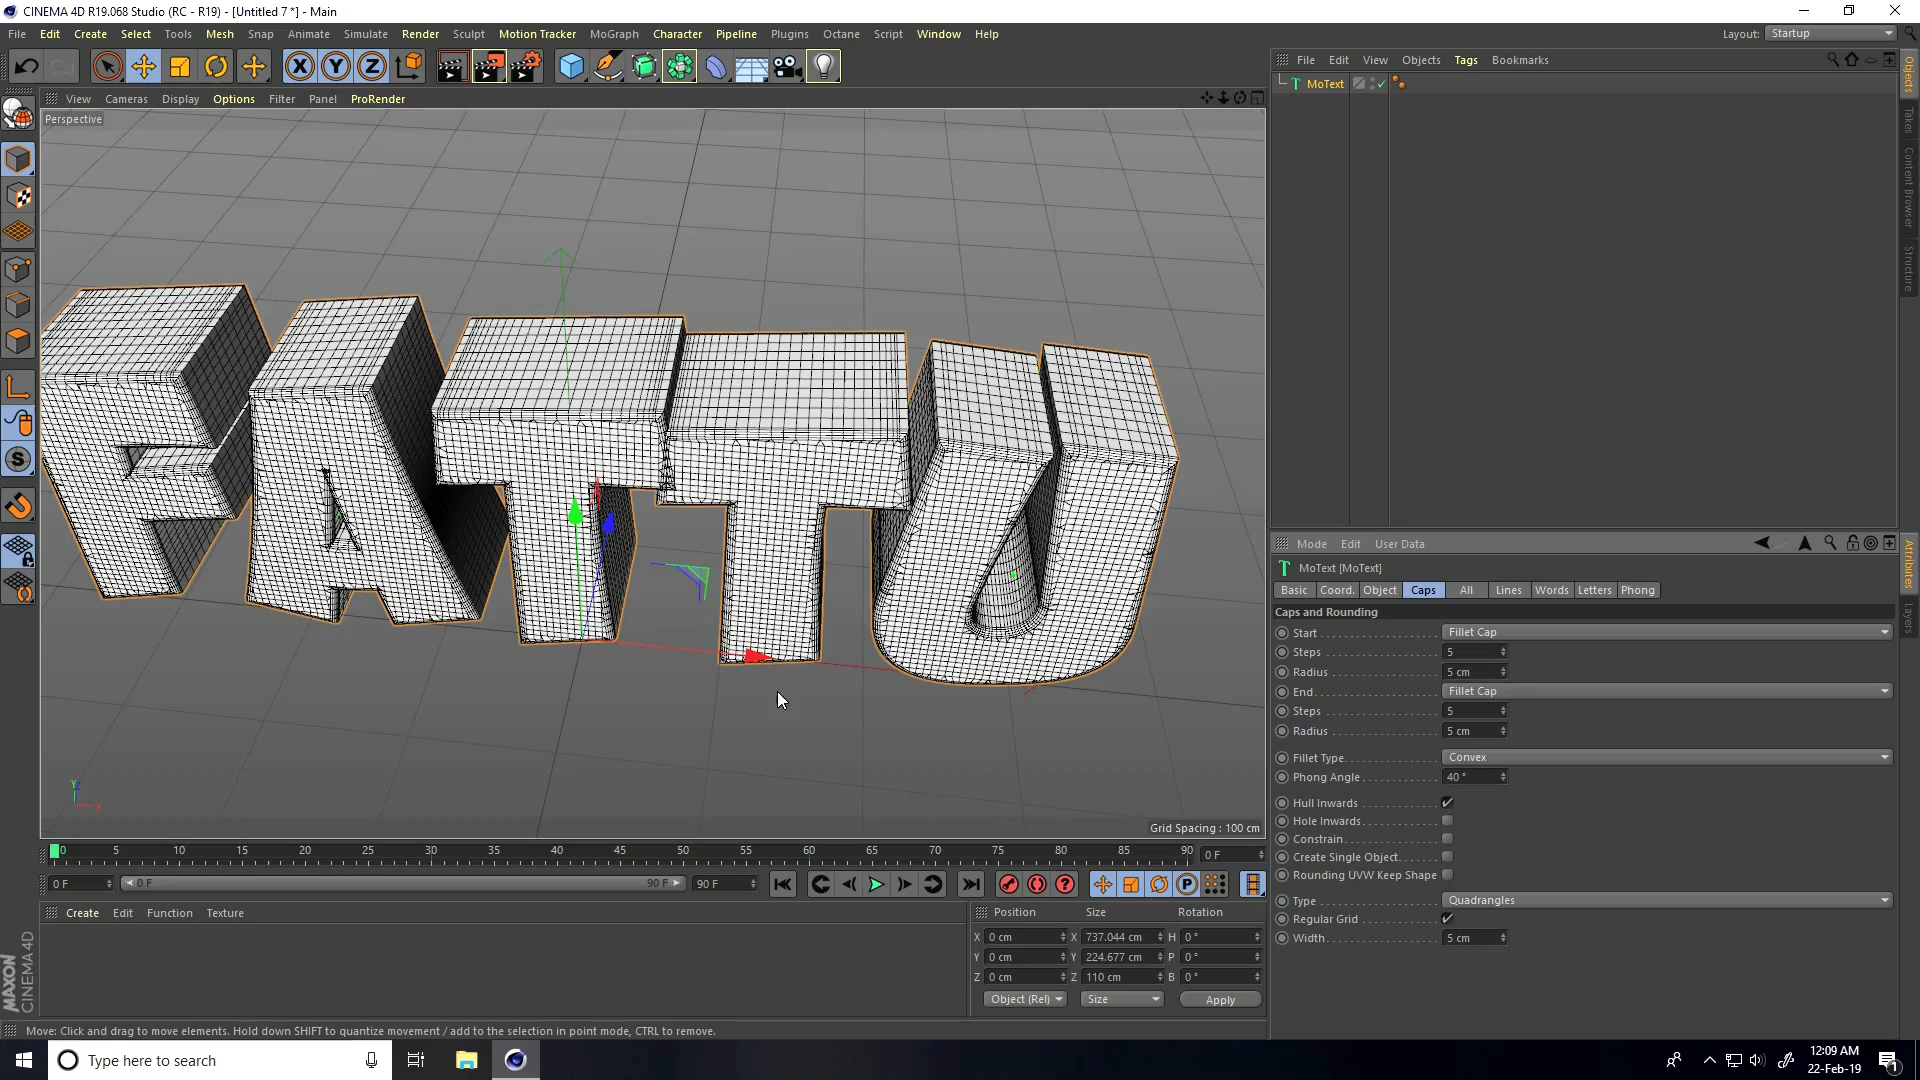 CINEMA 4D R19.068 Studio (RC - R19) - [Untitled 7 *] - Main
File Edit Create Select Tools Mesh Snap Animate Simulate Render Sculpt Motion Tracker MoGraph Character Pipeline Plugins Octane Script Window Help
Layout: Startup
File Edit View Objects Tags Bookmarks
MoText
Objects
Takes
Content Browser
Structure
View Cameras Display Options Filter Panel ProRender
Perspective
FATTU
Grid Spacing : 100 cm
Mode Edit User Data
Attributes
Layers
MoText [MoText]
Basic Coord. Object Caps All Lines Words Letters Phong
Caps and Rounding
Start Fillet Cap
Steps 5
Radius 5 cm
End Fillet Cap
Steps 5
Radius 5 cm
Fillet Type Convex
Phong Angle 40 °
Hull Inwards
Hole Inwards
Constrain
Create Single Object
Rounding UVW Keep Shape
Type Quadrangles
Regular Grid
Width 5 cm
0 5 10 15 20 25 30 35 40 45 50 55 60 65 70 75 80 85 90 0 F
0 F 0 F 90 F 90 F
Create Edit Function Texture
Position Size Rotation
X 0 cm X 737.044 cm H 0 °
Y 0 cm Y 224.677 cm P 0 °
Z 0 cm Z 110 cm B 0 °
Object (Rel) Size Apply
MAXON
CINEMA 4D
Move: Click and drag to move elements. Hold down SHIFT to quantize movement / add to the selection in point mode, CTRL to remove.
Type here to search
12:09 AM
22-Feb-19
1